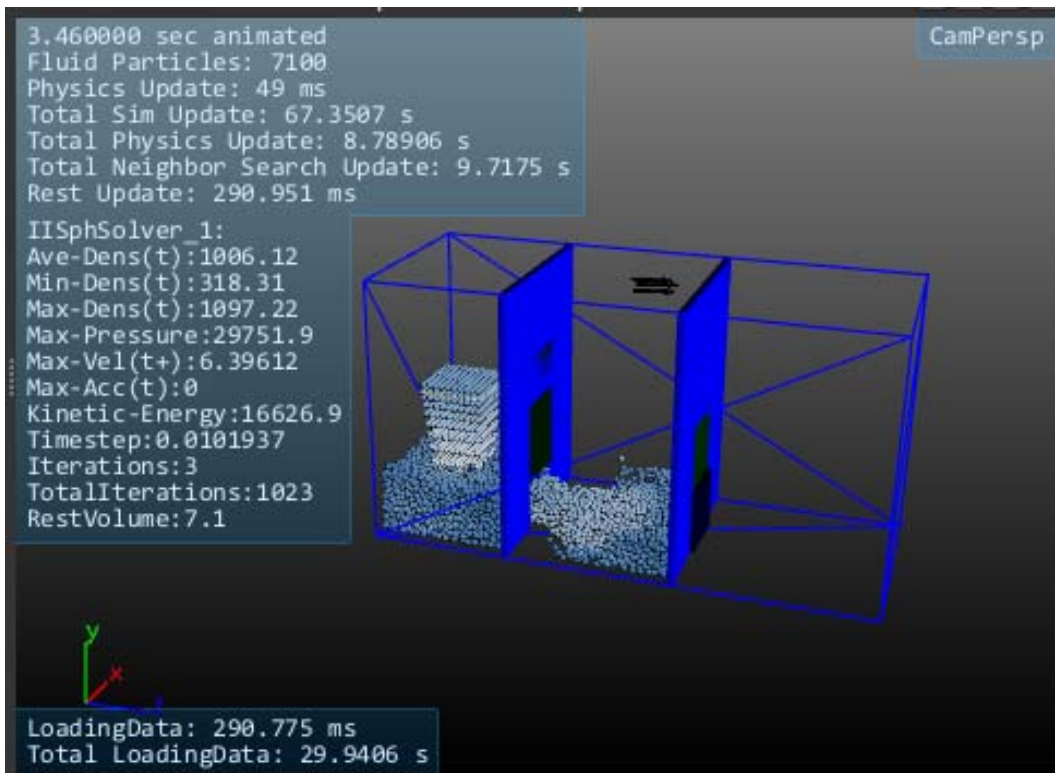 3.460000 sec animated
Fluid Particles: 7100
Physics Update: 49 ms
Total Sim Update: 67.3507 s
Total Physics Update: 8.78906 s
Total Neighbor Search Update: 9.7175 s
Rest Update: 290.951 ms
IISphSolver_1:
Ave-Dens(t):1006.12
Min-Dens(t):318.31
Max-Dens(t):1097.22
Max-Pressure:29751.9
Max-Vel(t+):6.39612
Max-Acc(t):0
Kinetic-Energy:16626.9
Timestep:0.0101937
Iterations:3
TotalIterations:1023
RestVolume:7.1
CamPersp
y
x
LoadingData: 290.775 ms
Total LoadingData: 29.9406 s